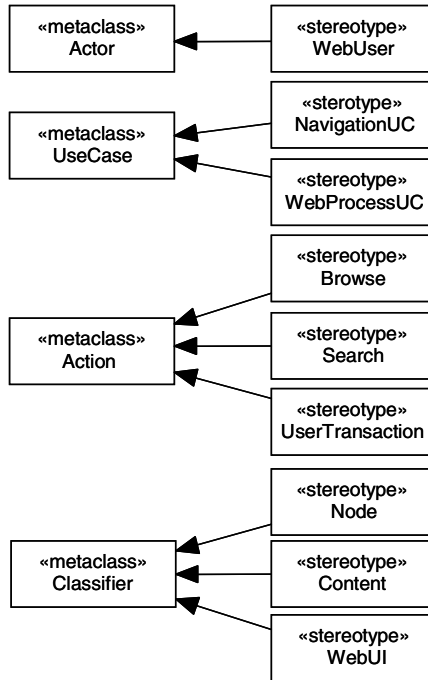 «metaclass»
Actor
«stereotype»
WebUser
«metaclass»
UseCase
«sterotype»
NavigationUC
«stereotype»
WebProcessUC
«metaclass»
Action
«stereotype»
Browse
«stereotype»
Search
«stereotype»
UserTransaction
«metaclass»
Classifier
«stereotype»
Node
«stereotype»
Content
«stereotype»
WebUI